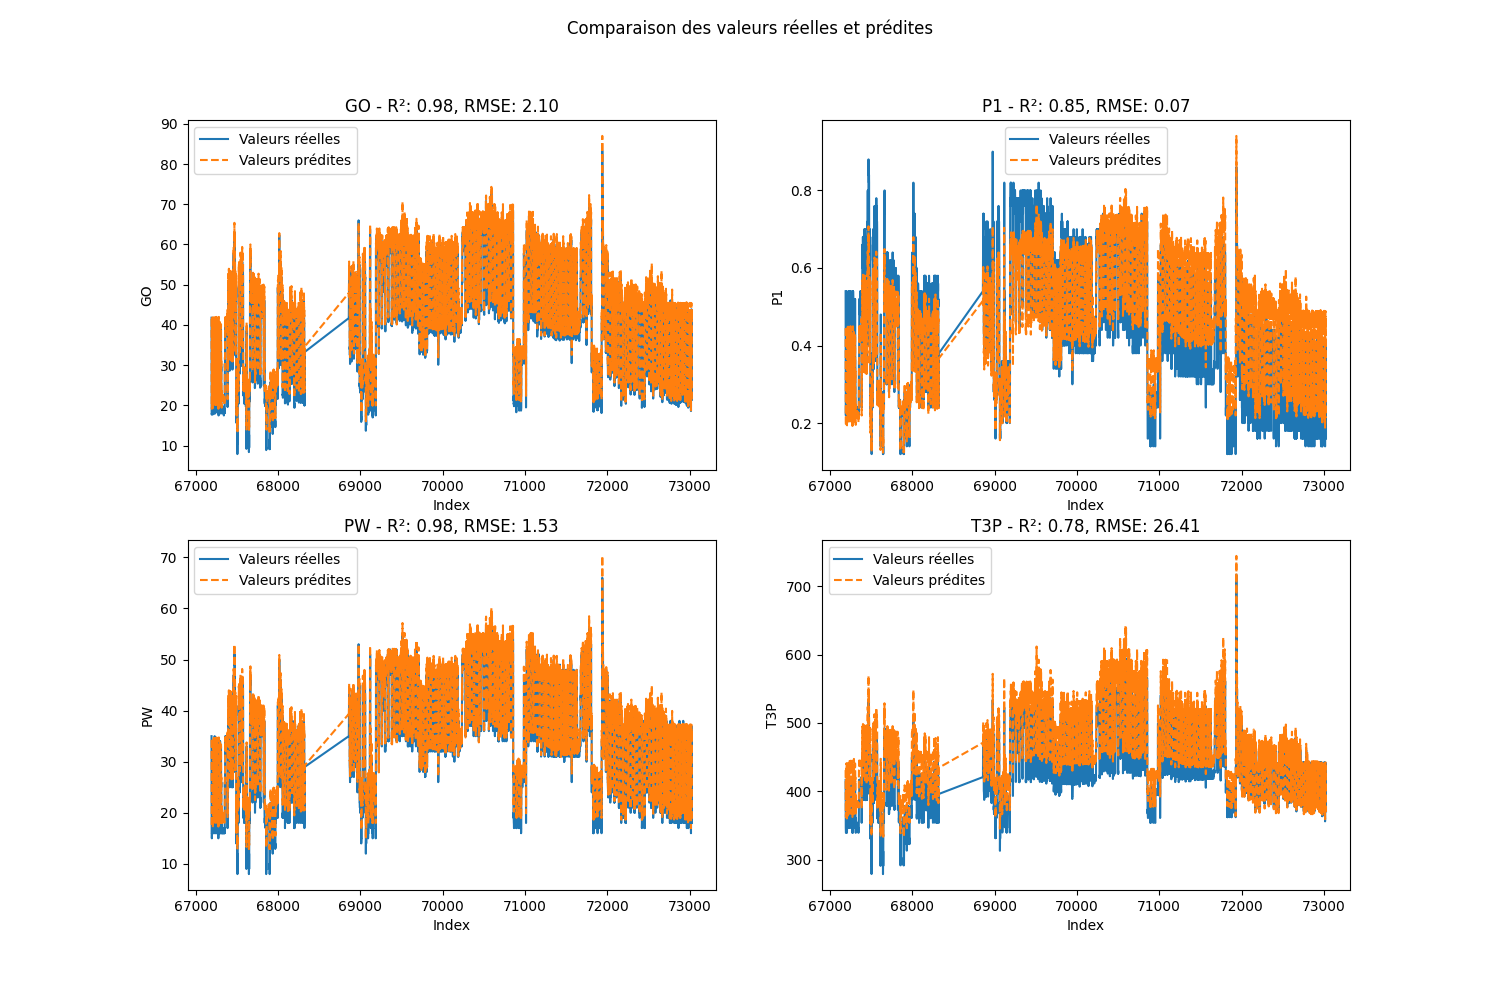 Comparaison des valeurs réelles et prédites
GO - R²: 0.98, RMSE: 2.10
Valeurs réelles
Valeurs prédites
90
80
70
60
50
40
30
20
10
GO
67000 68000 69000 70000 71000 72000 73000
Index
P1 - R²: 0.85, RMSE: 0.07
Valeurs réelles
Valeurs prédites
0.8
0.6
0.4
0.2
P1
67000 68000 69000 70000 71000 72000 73000
Index
PW - R²: 0.98, RMSE: 1.53
Valeurs réelles
Valeurs prédites
70
60
50
40
30
20
10
PW
67000 68000 69000 70000 71000 72000 73000
Index
T3P - R²: 0.78, RMSE: 26.41
Valeurs réelles
Valeurs prédites
700
600
500
400
300
T3P
67000 68000 69000 70000 71000 72000 73000
Index